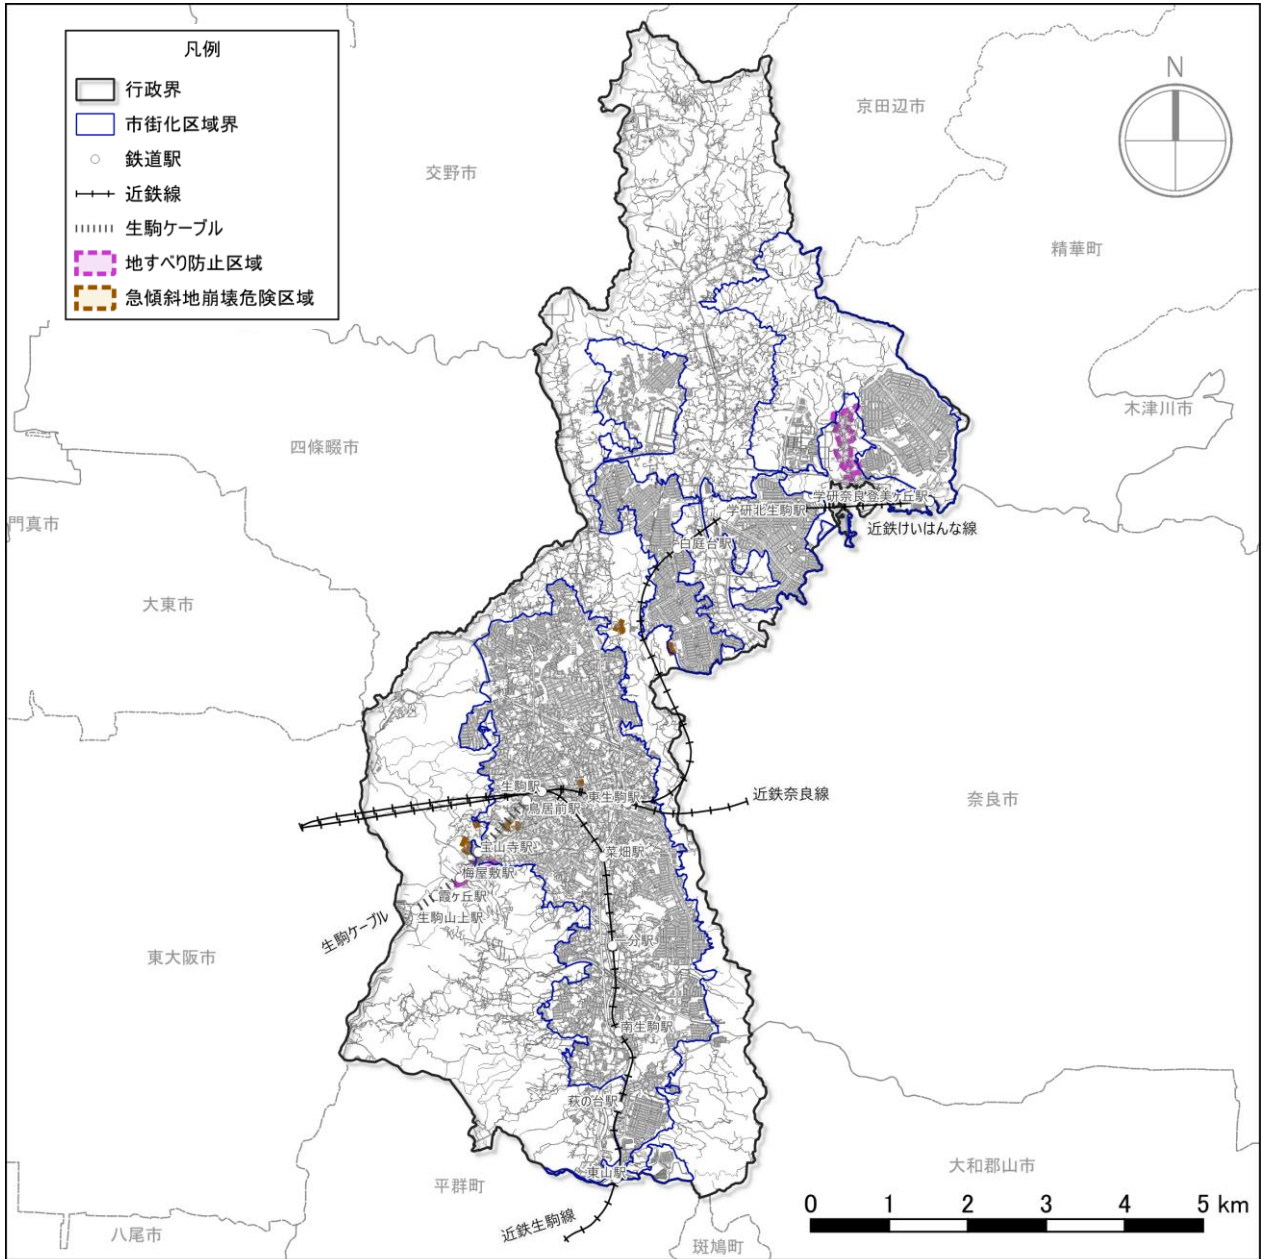 凡例
行政界
市街化区域界
鉄道駅
近鉄線
生駒ケーブル
地すべり防止区域
急傾斜地崩壊危険区域
N
京田辺市
交野市
精華町
木津川市
四條畷市
門真市
学研奈良登美ヶ丘駅
学研北生駒駅
近鉄けいはんな線
白庭台駅
大東市
生駒駅
東生駒駅
近鉄奈良線
奈良市
鳥居前駅
宝山寺駅
菜畑駅
梅屋敷駅
霞ヶ丘駅
生駒山上駅
生駒ケーブル
一分駅
東大阪市
南生駒駅
萩の台駅
東山駅
大和郡山市
平群町
近鉄生駒線
八尾市
斑鳩町
0 1 2 3 4 5 km